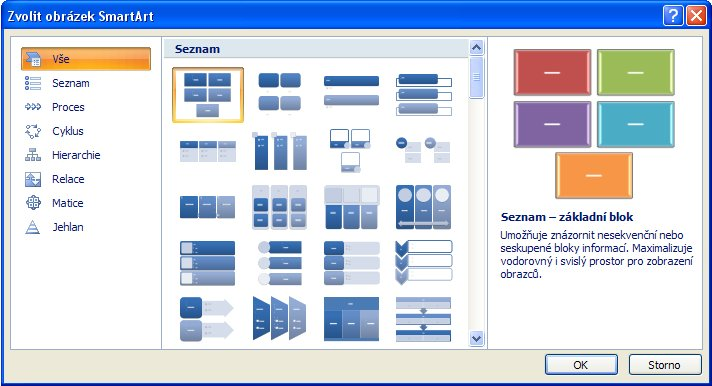 Zvolit obrázek SmartArt
Vše
Seznam
Proces
Cyklus
Hierarchie
Relace
Matice
Jehlan
Seznam
Seznam – základní blok
Umožňuje znázornit nesekvenční nebo
seskupené bloky informací. Maximalizuje
vodorovný i svislý prostor pro zobrazení
obrazců.
OK
Storno